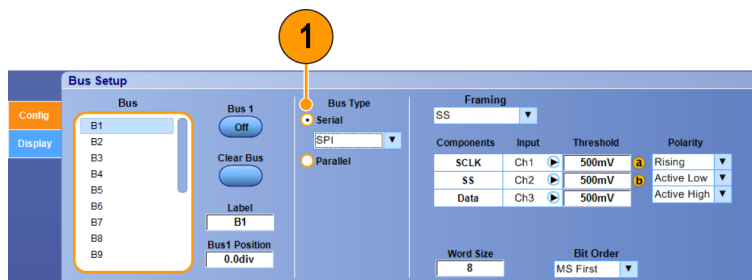 1
Bus Setup
Config
Display
Bus
B1
B2
B3
B4
B5
B6
B7
B8
B9
Bus 1
Off
Clear Bus
Label
B1
Bus1 Position
0.0div
Bus Type
Serial
SPI
Parallel
Framing
SS
Components Input Threshold Polarity
SCLK Ch1 500mV a Rising
SS Ch2 500mV b Active Low
Data Ch3 500mV Active High
Word Size
8
Bit Order
MS First